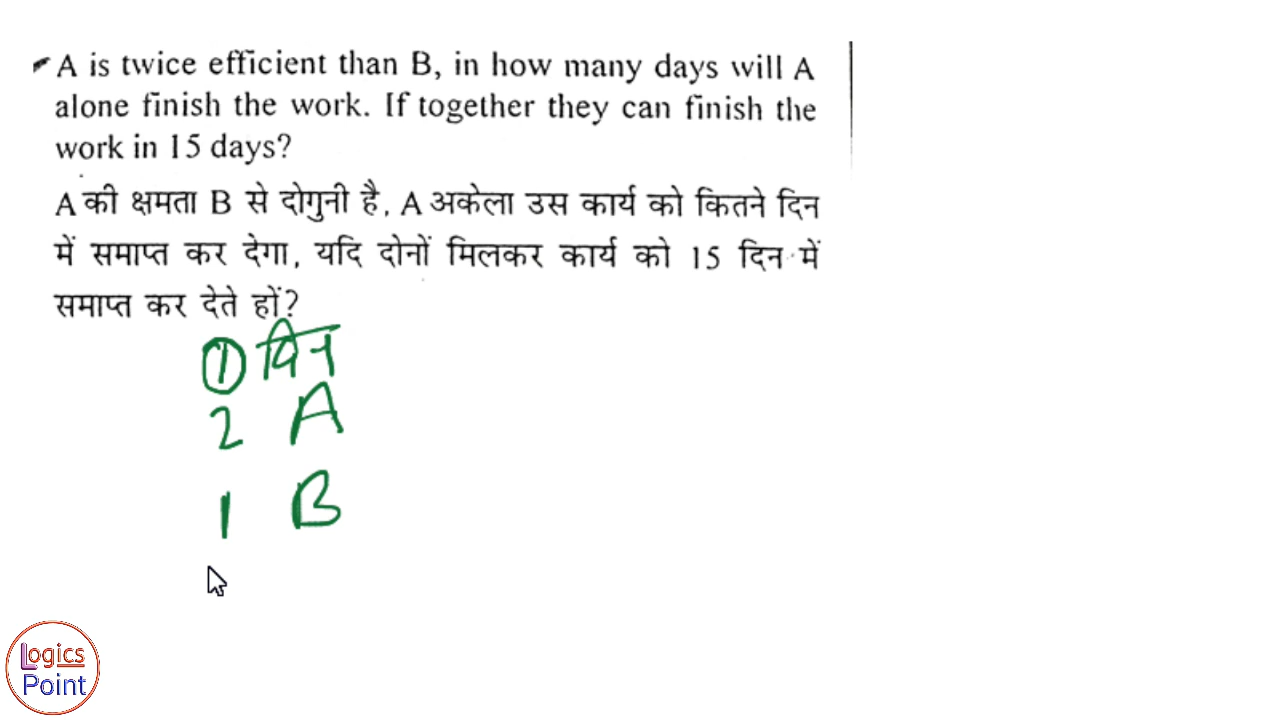 A is twice efficient than B, in how many days will A
alone finish the work. If together they can finish the
work in 15 days?
A की क्षमता B से दोगुनी है, A अकेला उस कार्य को कितने दिन
में समाप्त कर देगा, यदि दोनों मिलकर कार्य को 15 दिन में
समाप्त कर देते हों?
1 दिन
2 A
1 B
Logics
Point